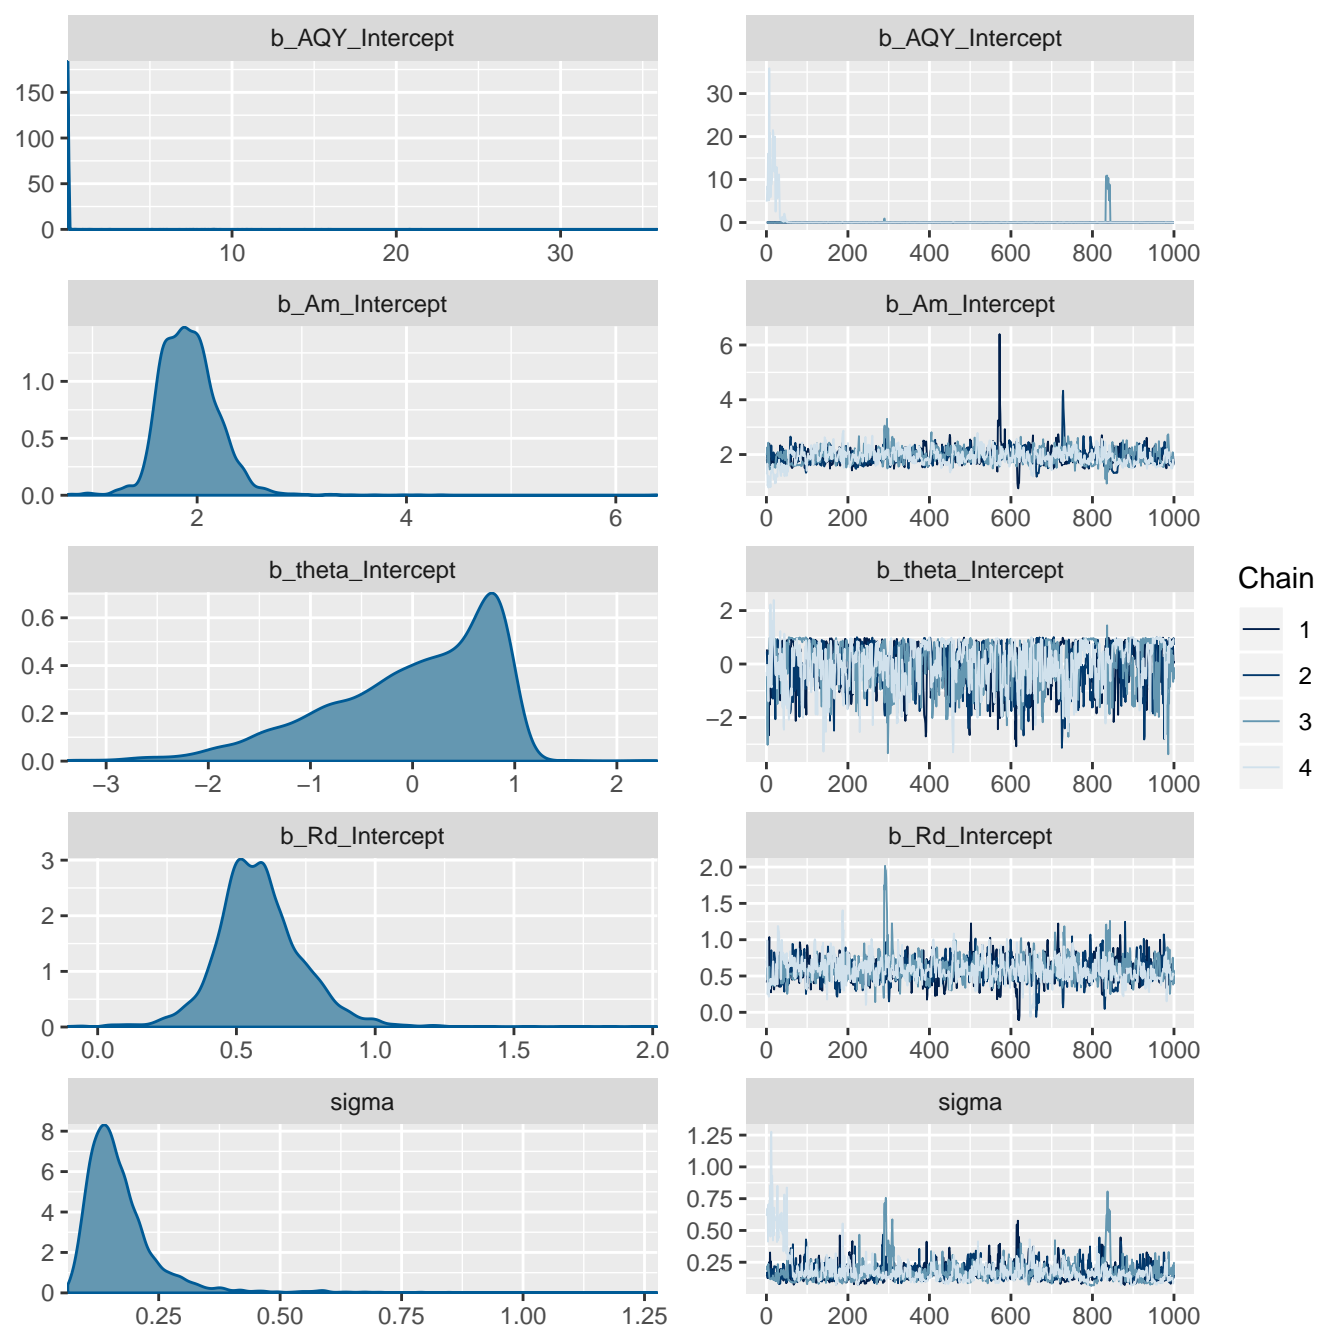 b_AQY_Intercept
150
100
50
0
10 20 30
b_AQY_Intercept
30
20
10
0
0 200 400 600 800 1000
b_Am_Intercept
1.0
0.5
0.0
2 4 6
b_Am_Intercept
6
4
2
0 200 400 600 800 1000
b_theta_Intercept
0.6
0.4
0.2
0.0
−3 −2 −1 0 1 2
b_theta_Intercept
2
0
−2
0 200 400 600 800 1000
b_Rd_Intercept
3
2
1
0
0.0 0.5 1.0 1.5 2.0
b_Rd_Intercept
2.0
1.5
1.0
0.5
0.0
0 200 400 600 800 1000
sigma
8
6
4
2
0
0.25 0.50 0.75 1.00 1.25
sigma
1.25
1.00
0.75
0.50
0.25
0 200 400 600 800 1000
Chain
1
2
3
4